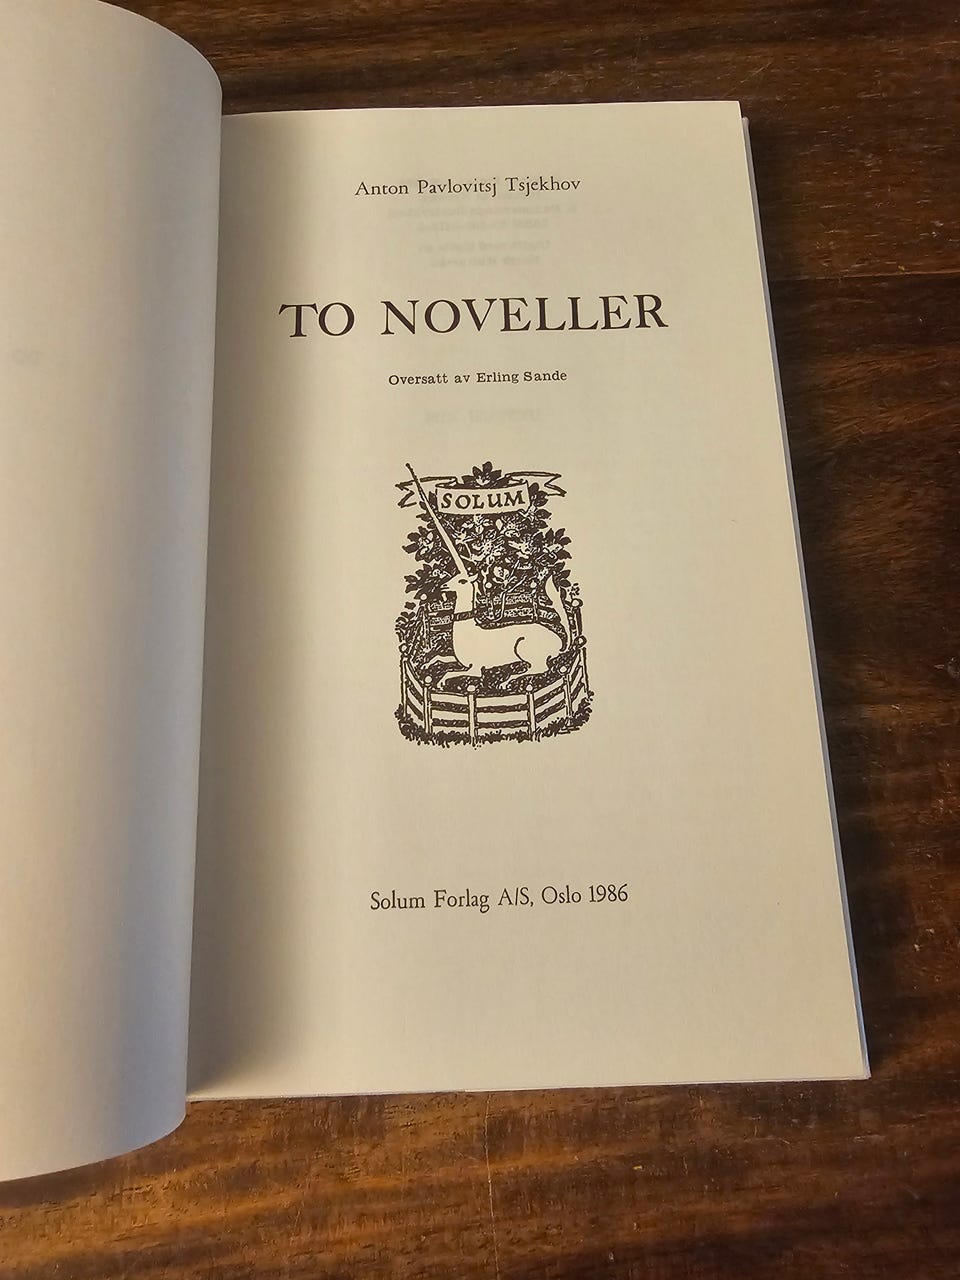 Anton Pavlovitsj Tsjekhov
TO NOVELLER
Oversatt av Erling Sande
SOLUM
Solum Forlag A/S, Oslo 1986